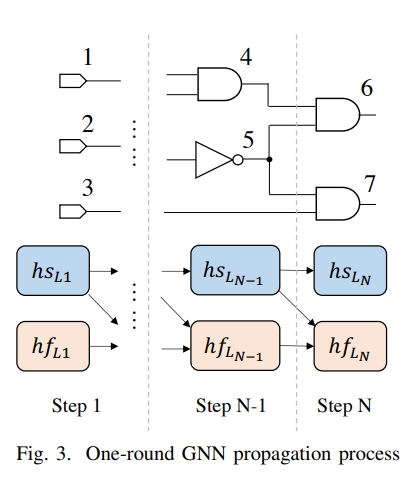 1
2
3
4
5
6
7
hs_{L1}
hs_{L_{N-1}}
hs_{L_N}
hf_{L1}
hf_{L_{N-1}}
hf_{L_N}
Step 1
Step N-1
Step N
Fig. 3. One-round GNN propagation process